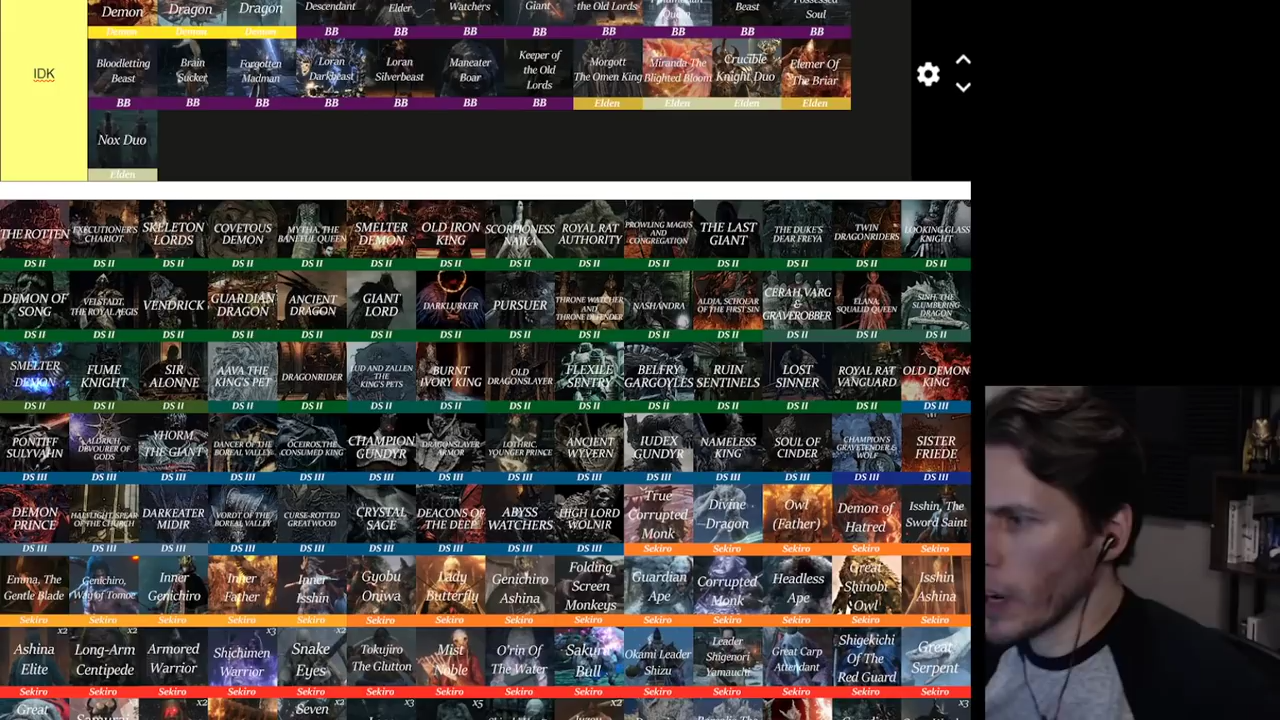 Demon
Dragon
Dragon
Descendant
Elder
Watchers
Giant
the Old Lords
Queen
Beast
Soul
Demons
Demons
Demons
BB
BB
BB
BB
BB
BB
BB
BB
IDK
Bloodletting
Beast
Brain
Sucker
Forgotten
Madman
Loran
Darkbeast
Loran
Silverbeast
Maneater
Boar
Keeper of
the Old
Lords
Morgott
The Omen King
Miranda The
Blighted Bloom
Crucible
Knight Duo
Elemer Of
The Briar
BB
BB
BB
BB
BB
BB
BB
Elden
Elden
Elden
Elden
Nox Duo
Elden
THE ROTTEN
EXECUTIONER'S
CHARIOT
SKELETON
LORDS
COVETOUS
DEMON
MYTHA, THE
BANEFUL QUEEN
SMELTER
DEMON
OLD IRON
KING
SCORPIONESS
NAJKA
ROYAL RAT
AUTHORITY
PROWLING MAGUS
AND
CONGREGATION
THE LAST
GIANT
THE DUKE'S
DEAR FREYA
TWIN
DRAGONRIDERS
LOOKING GLASS
KNIGHT
DS II
DS II
DS II
DS II
DS II
DS II
DS II
DS II
DS II
DS II
DS II
DS II
DS II
DS II
DEMON OF
SONG
VELSTADT,
THE ROYAL AEGIS
VENDRICK
GUARDIAN
DRAGON
ANCIENT
DRAGON
GIANT
LORD
DARKLURKER
PURSUER
THRONE WATCHER
AND
THRONE DEFENDER
NASHANDRA
ALDIA, SCHOLAR
OF THE FIRST SIN
CERAH, VARG
&
GRAVEROBBER
ELANA,
SQUALID QUEEN
SINH, THE
SLUMBERING
DRAGON
DS II
DS II
DS II
DS II
DS II
DS II
DS II
DS II
DS II
DS II
DS II
DS II
DS II
DS II
SMELTER
DEMON
FUME
KNIGHT
SIR
ALONNE
AAVA THE
KING'S PET
DRAGONRIDER
LUD AND ZALLEN
THE
KING'S PETS
BURNT
IVORY KING
OLD
DRAGONSLAYER
FLEXILE
SENTRY
BELFRY
GARGOYLES
RUIN
SENTINELS
LOST
SINNER
ROYAL RAT
VANGUARD
OLD DEMON
KING
DS II
DS II
DS II
DS II
DS II
DS II
DS II
DS II
DS II
DS II
DS II
DS II
DS II
DS III
PONTIFF
SULYVAHN
ALDRICH,
DEVOURER OF
GODS
YHORM
THE GIANT
DANCER OF THE
BOREAL VALLEY
OCEIROS, THE
CONSUMED KING
CHAMPION
GUNDYR
DRAGONSLAYER
ARMOR
LOTHRIC,
YOUNGER PRINCE
ANCIENT
WYVERN
IUDEX
GUNDYR
NAMELESS
KING
SOUL OF
CINDER
CHAMPION'S
GRAVETENDER &
WOLF
SISTER
FRIEDE
DS III
DS III
DS III
DS III
DS III
DS III
DS III
DS III
DS III
DS III
DS III
DS III
DS III
DS III
DEMON
PRINCE
HALFLIGHT, SPEAR
OF THE CHURCH
DARKEATER
MIDIR
VORDT OF THE
BOREAL VALLEY
CURSE-ROTTED
GREATWOOD
CRYSTAL
SAGE
DEACONS OF
THE DEEP
ABYSS
WATCHERS
HIGH LORD
WOLNIR
True
Corrupted
Monk
Divine
Dragon
Owl
(Father)
Demon of
Hatred
Isshin, The
Sword Saint
DS III
DS III
DS III
DS III
DS III
DS III
DS III
DS III
DS III
Sekiro
Sekiro
Sekiro
Sekiro
Sekiro
Emma, The
Gentle Blade
Genichiro,
Way of Tomoe
Inner
Genichiro
Inner
Father
Inner
Isshin
Gyobu
Oniwa
Lady
Butterfly
Genichiro
Ashina
Folding
Screen
Monkeys
Guardian
Ape
Corrupted
Monk
Headless
Ape
Great
Shinobi
Owl
Isshin
Ashina
Sekiro
Sekiro
Sekiro
Sekiro
Sekiro
Sekiro
Sekiro
Sekiro
Sekiro
Sekiro
Sekiro
Sekiro
Sekiro
Sekiro
x2
Ashina
Elite
x2
Long-Arm
Centipede
Armored
Warrior
x3
Shichimen
Warrior
x2
Snake
Eyes
Tokujiro
The Glutton
Mist
Noble
O'rin Of
The Water
Sakura
Bull
Okami Leader
Shizu
Leader
Shigenori
Yamauchi
Great Carp
Attendant
Shigekichi
Of The
Red Guard
Great
Serpent
Sekiro
Sekiro
Sekiro
Sekiro
Sekiro
Sekiro
Sekiro
Sekiro
Sekiro
Sekiro
Sekiro
Sekiro
Sekiro
Sekiro
Great
x2
x3
Seven
x2
x3
x5
x2
x3